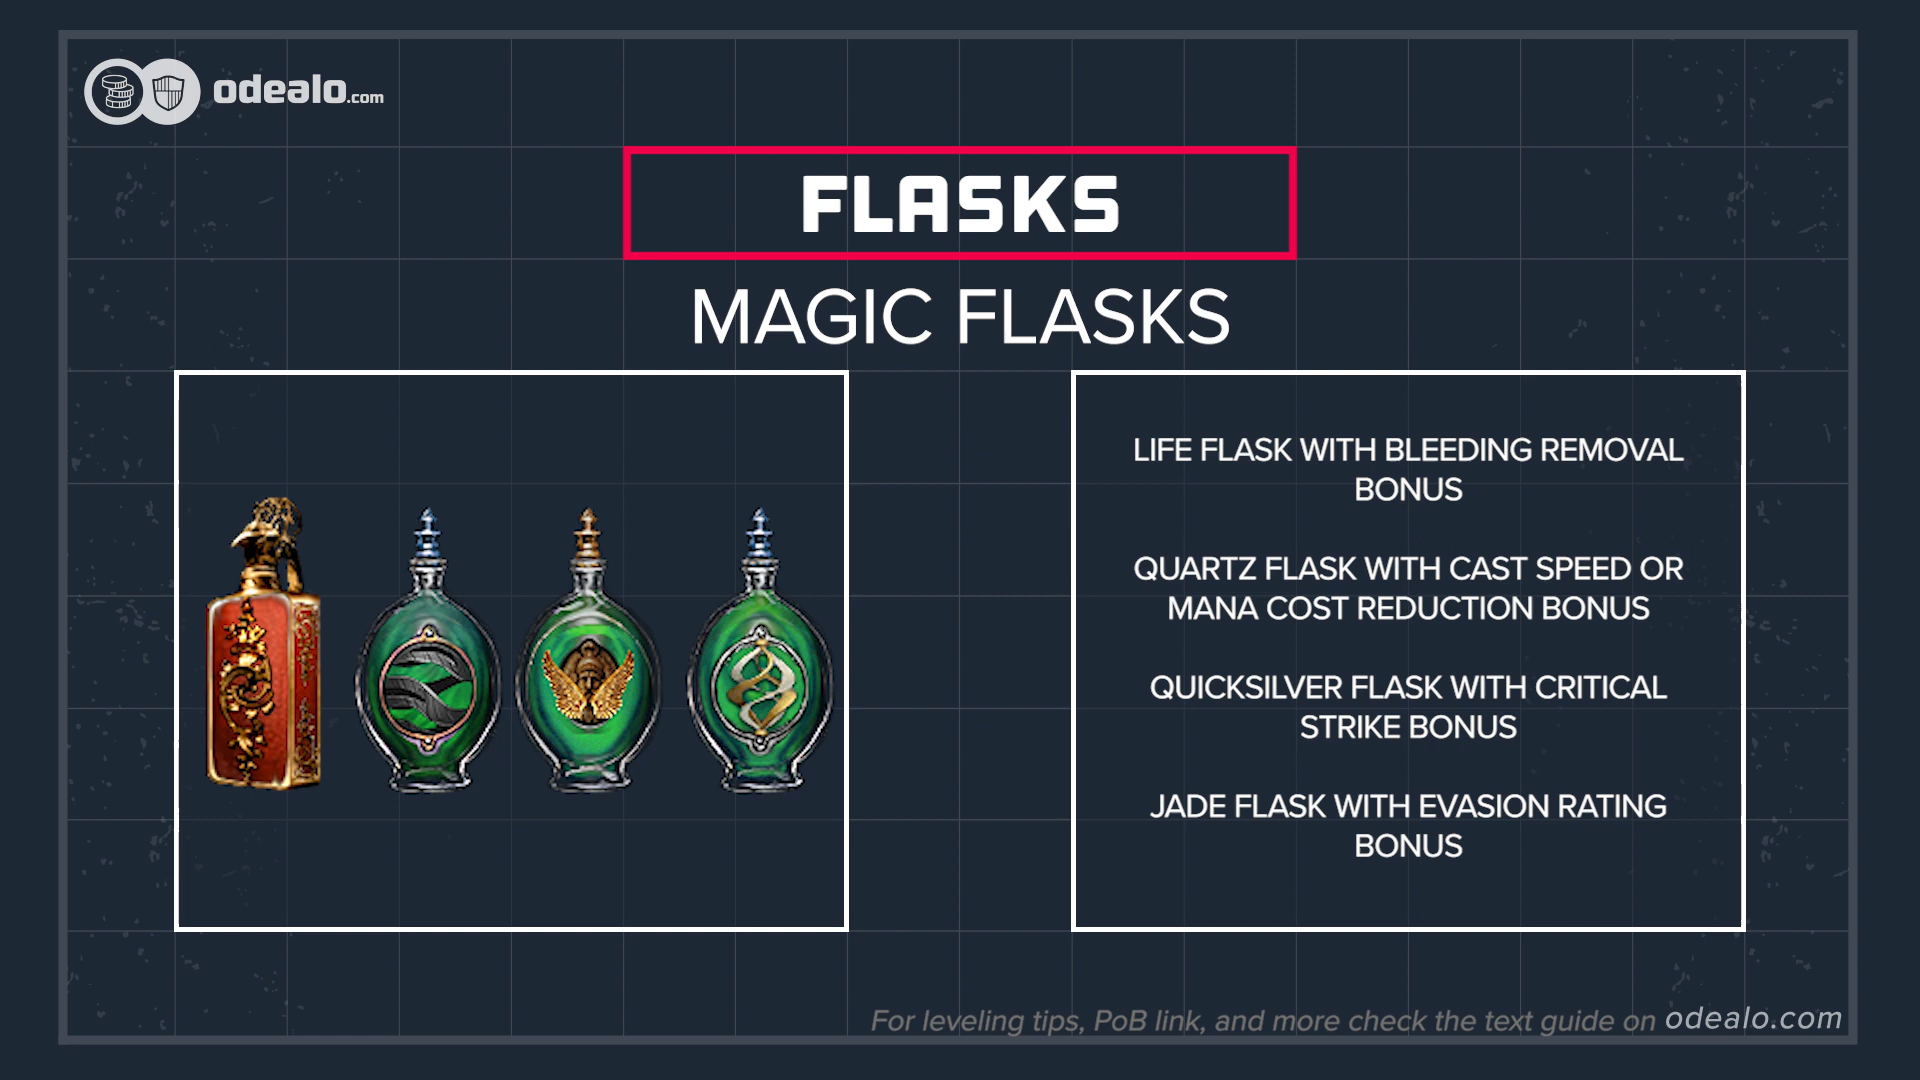 odealo.com
FLASKS
MAGIC FLASKS
LIFE FLASK WITH BLEEDING REMOVAL
BONUS
QUARTZ FLASK WITH CAST SPEED OR
MANA COST REDUCTION BONUS
QUICKSILVER FLASK WITH CRITICAL
STRIKE BONUS
JADE FLASK WITH EVASION RATING
BONUS
For leveling tips, PoB link, and more check the text guide on odealo.com